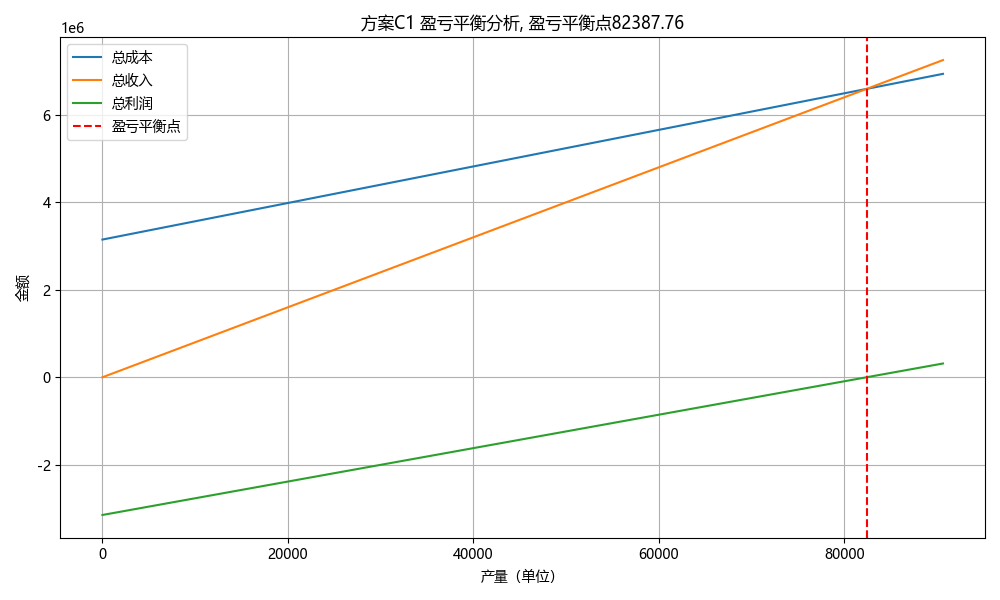 方案C1 盈亏平衡分析, 盈亏平衡点82387.76
1e6
总成本
总收入
总利润
盈亏平衡点
6
4
2
0
-2
金额
0 20000 40000 60000 80000
产量（单位）